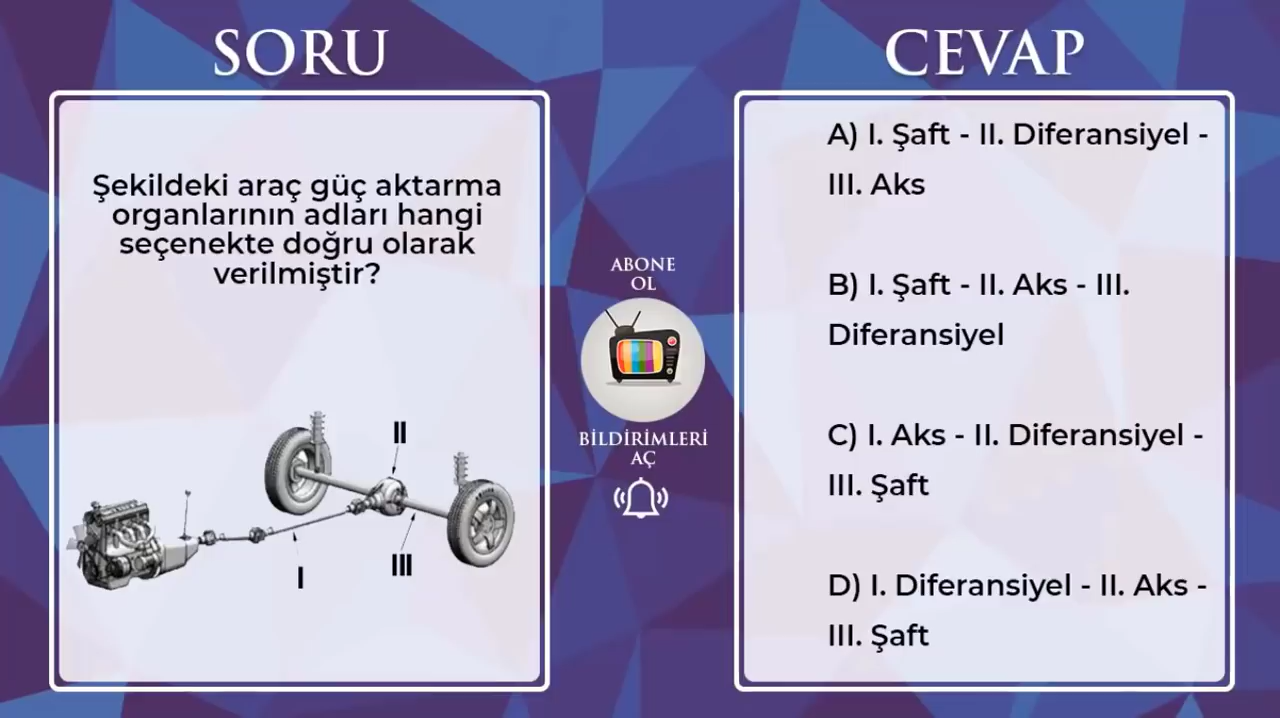 SORU
Şekildeki araç güç aktarma
organlarının adları hangi
seçenekte doğru olarak
verilmiştir?
II
I
III
ABONE
OL
BİLDİRİMLERİ
AÇ
CEVAP
A) I. Şaft - II. Diferansiyel -
III. Aks
B) I. Şaft - II. Aks - III.
Diferansiyel
C) I. Aks - II. Diferansiyel -
III. Şaft
D) I. Diferansiyel - II. Aks -
III. Şaft